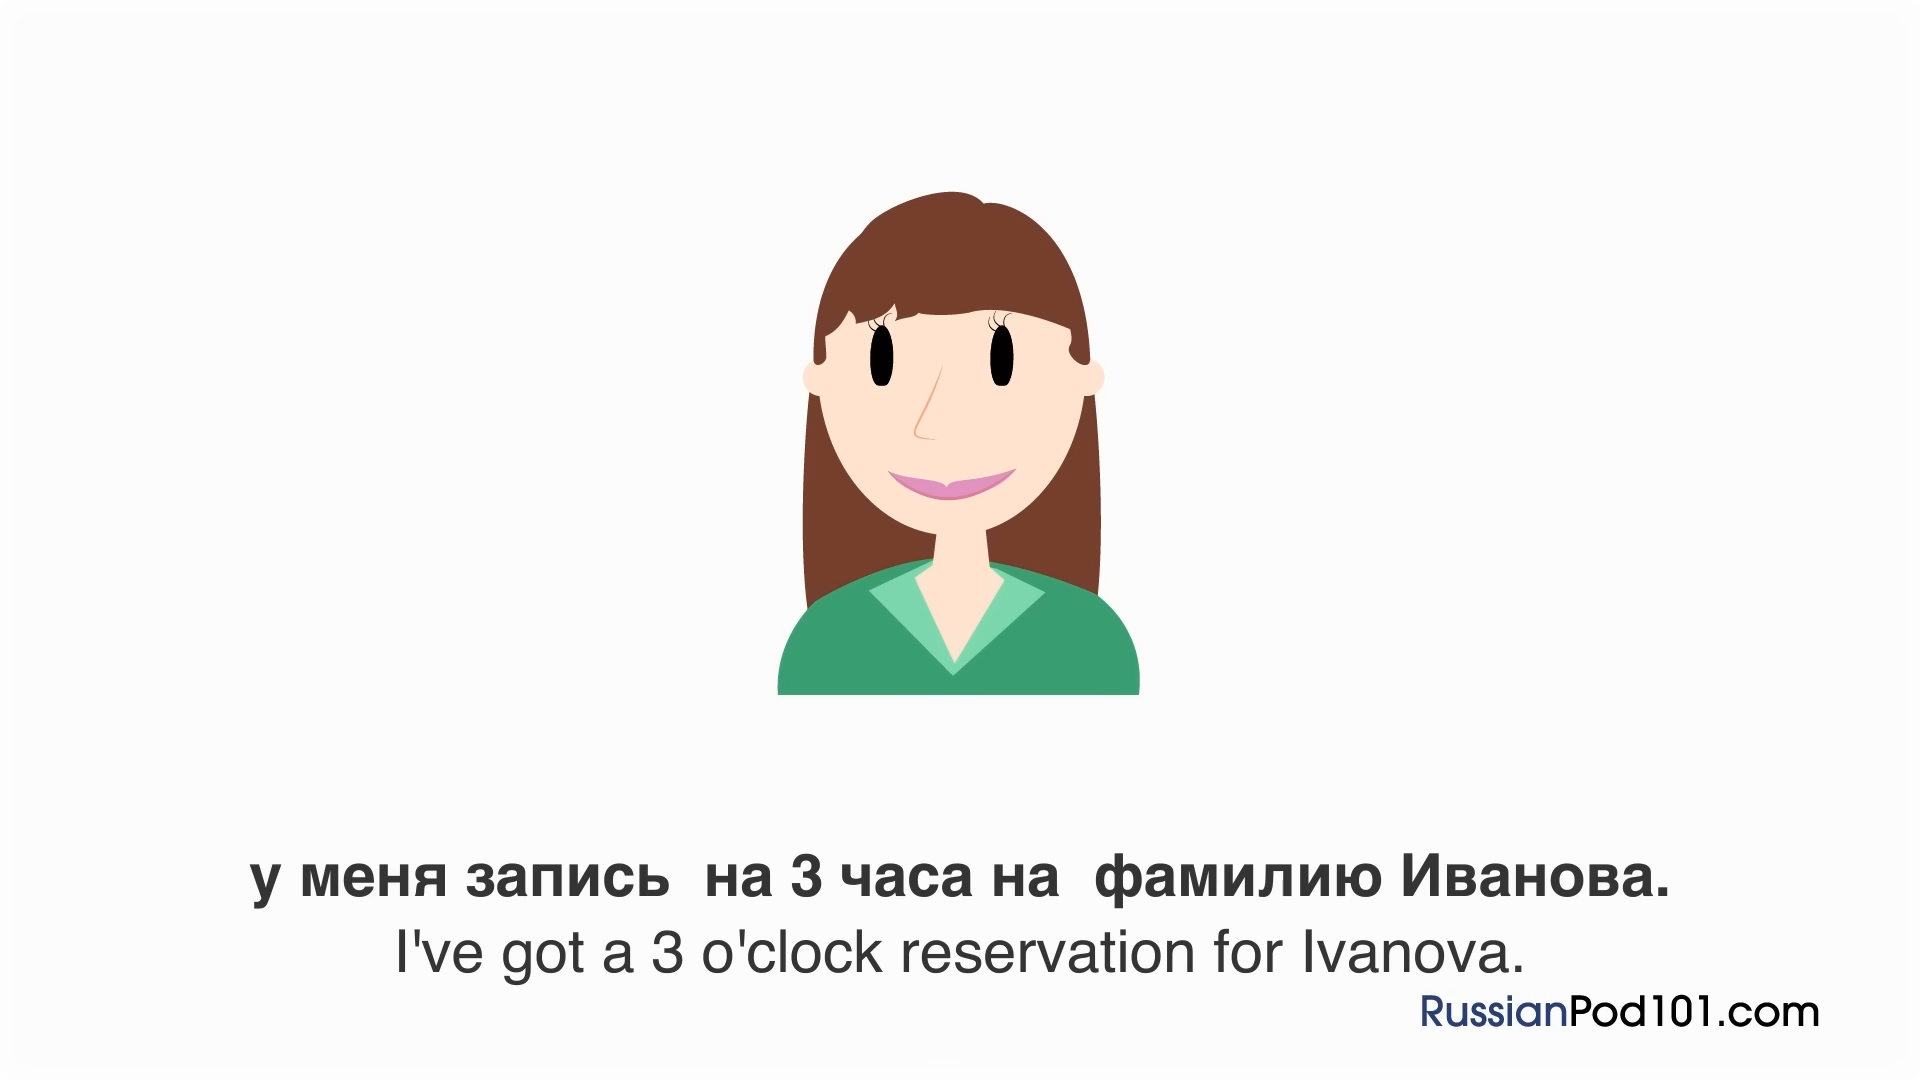 у меня запись  на 3 часа на  фамилию Иванова.
I've got a 3 o'clock reservation for Ivanova.
RussianPod101.com